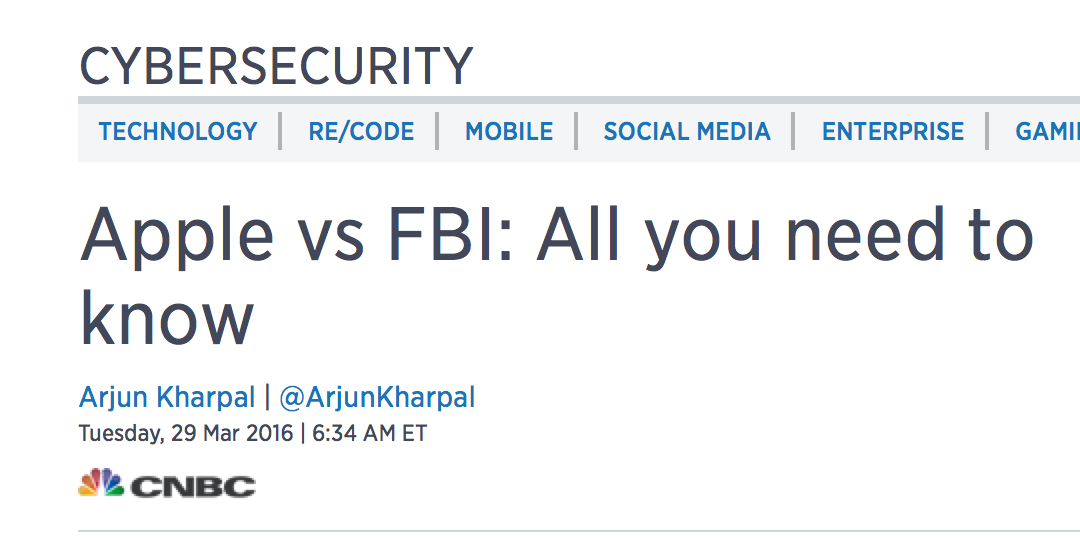 CYBERSECURITY
TECHNOLOGY | RE/CODE | MOBILE | SOCIAL MEDIA | ENTERPRISE |
Apple vs FBI: All you need to
know
Arjun Kharpal | @ArjunKharpal
Tuesday, 29 Mar 2016 | 6:34 AM ET
CNBC